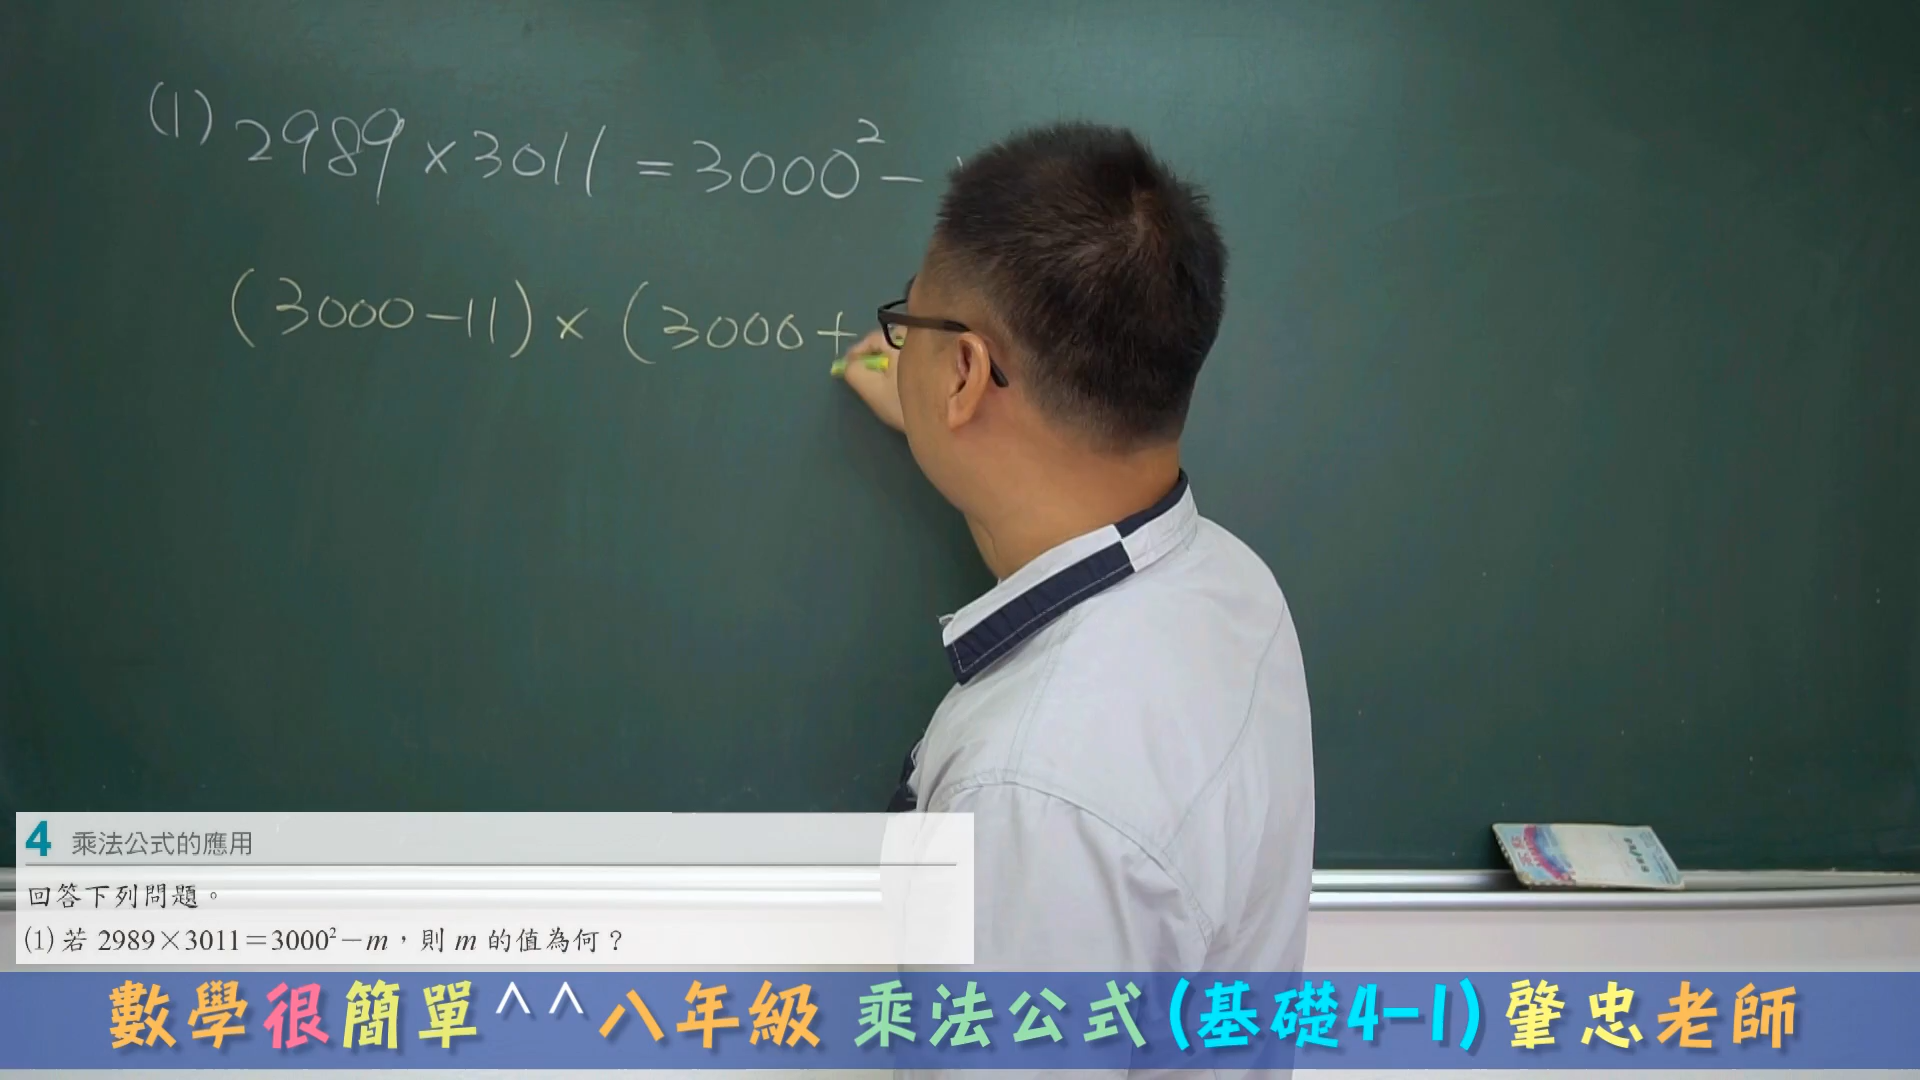 (1) 2989×3011=3000²-
(3000-11)×(3000+
4 乘法公式的應用
回答下列問題。
⑴若 2989×3011=3000²-m，則 m 的值為何？
數學很簡單^^八年級 乘法公式(基礎4-1)肇忠老師